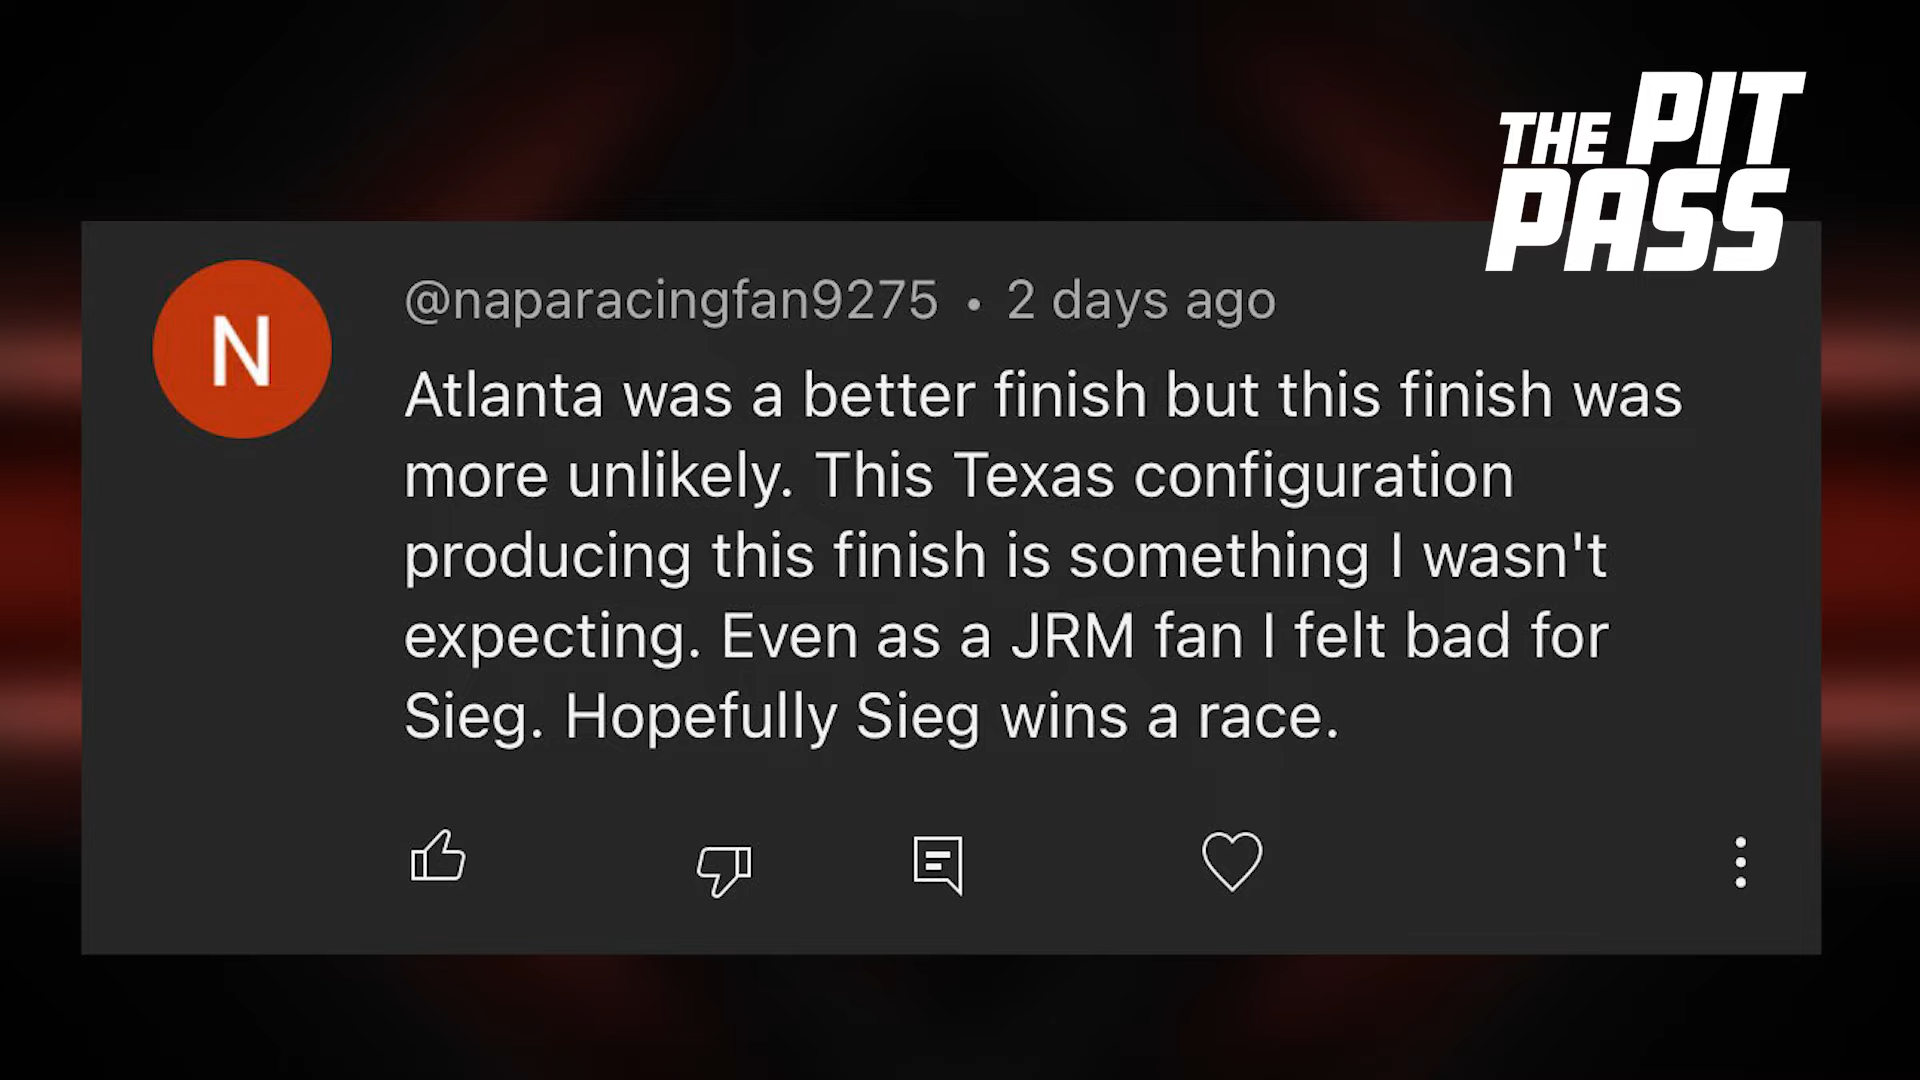 THE PIT
PASS
N
@naparacingfan9275 • 2 days ago
Atlanta was a better finish but this finish was
more unlikely. This Texas configuration
producing this finish is something I wasn't
expecting. Even as a JRM fan I felt bad for
Sieg. Hopefully Sieg wins a race.